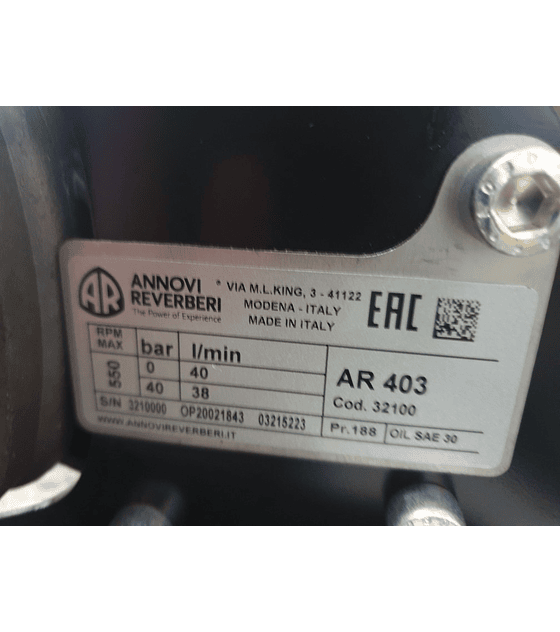 AR
ANNOVI
REVERBERI
The Power of Experience
® VIA M.L.KING, 3 - 41122
MODENA - ITALY
MADE IN ITALY
EAC
RPM
MAX
bar
l/min
550
0
40
40
38
AR 403
Cod. 32100
S/N 3210000 OP20021843 03215223
Pr.188
OIL SAE 30
WWW.ANNOVIREVERBERI.IT